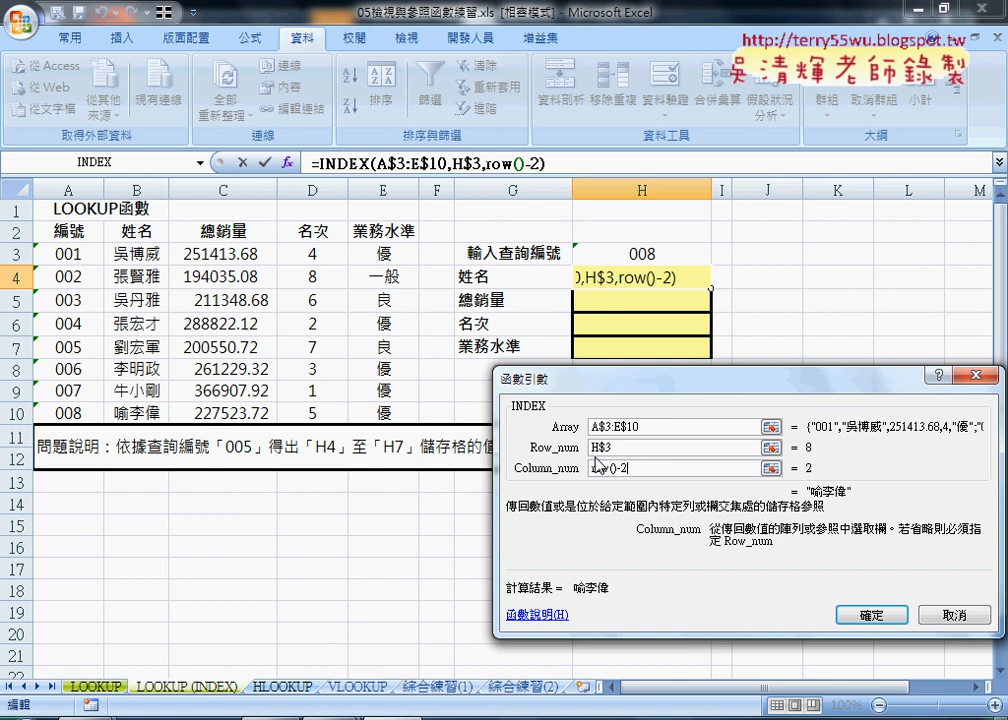 05檢視與參照函數練習.xls [相容模式] - Microsoft Excel
常用 插入 版面配置 公式 資料 校閱 檢視 開發人員 增益集
http://terry55wu.blogspot.tw
吳清輝老師錄製
從 Access 從 Web 從文字檔 從其他來源 現有連線
全部重新整理 連線 內容 編輯連結
排序 篩選 清除 重新套用 進階
資料剖析 移除重複 資料驗證 合併彙算 假設狀況分析 群組 取消群組 小計
取得外部資料 連線 排序與篩選 資料工具 大綱
INDEX =INDEX(A$3:E$10,H$3,row()-2)
A B C D E F G H I J K L M
1 LOOKUP函數
2 編號 姓名 總銷量 名次 業務水準
3 001 吳博威 251413.68 4 優 輸入查詢編號 008
4 002 張賢雅 194035.08 8 一般 姓名 0,H$3,row()-2)
5 003 吳丹雅 211348.68 6 良 總銷量
6 004 張宏才 288822.12 2 優 名次
7 005 劉宏軍 200550.72 7 良 業務水準
8 006 李明政 261229.32 3 優
9 007 牛小剛 366907.92 1 優
10 008 喻李偉 227523.72 5 優
11
12 問題說明：依據查詢編號「005」得出「H4」至「H7」儲存格的值
13
14
15
16
17
18
19
20
21
22
函數引數
INDEX
Array A$3:E$10 = {"001","吳博威",251413.68,4,"優";"(
Row_num H$3 = 8
Column_num row()-2 = 2
= "喻李偉"
傳回數值或是位於給定範圍內特定列或欄交集處的儲存格參照
Column_num 從傳回數值的陣列或參照中選取欄。若省略則必須指
定 Row_num
計算結果 = 喻李偉
函數說明(H) 確定 取消
LOOKUP LOOKUP (INDEX) HLOOKUP VLOOKUP 綜合練習(1) 綜合練習(2)
編輯 100%